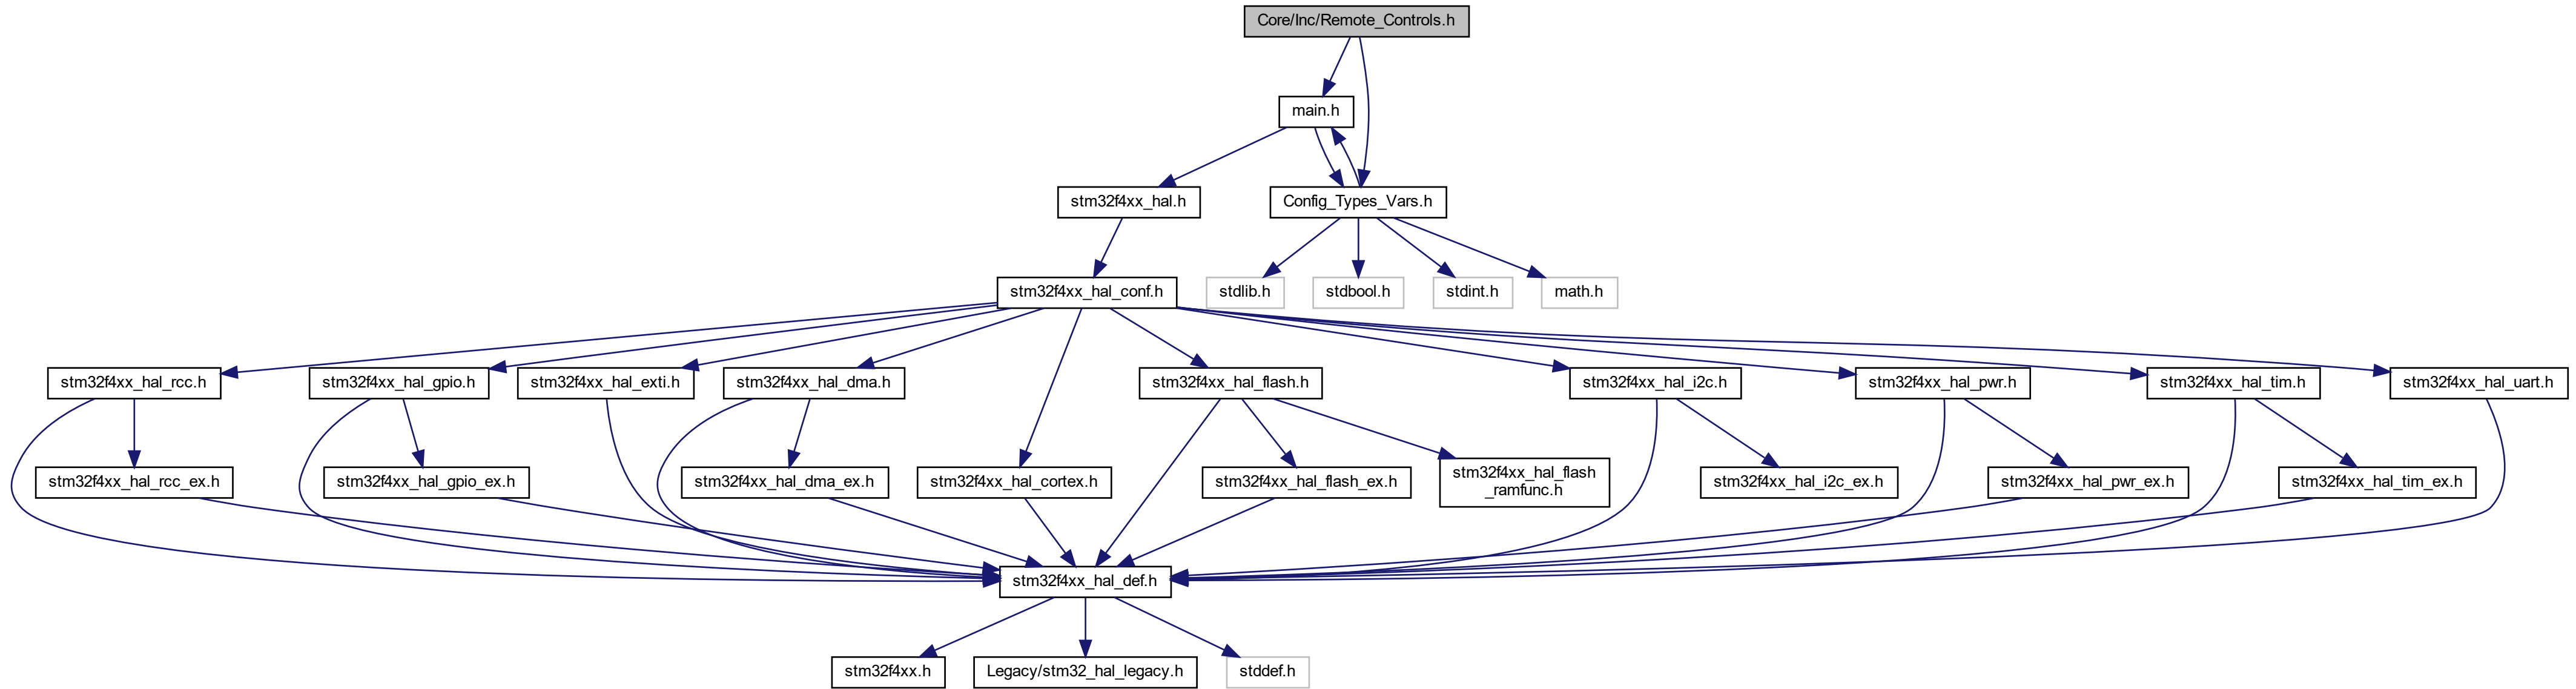 Core/Inc/Remote_Controls.h
main.h
stm32f4xx_hal.h
Config_Types_Vars.h
stm32f4xx_hal_conf.h
stdlib.h
stdbool.h
stdint.h
math.h
stm32f4xx_hal_rcc.h
stm32f4xx_hal_gpio.h
stm32f4xx_hal_exti.h
stm32f4xx_hal_dma.h
stm32f4xx_hal_flash.h
stm32f4xx_hal_i2c.h
stm32f4xx_hal_pwr.h
stm32f4xx_hal_tim.h
stm32f4xx_hal_uart.h
stm32f4xx_hal_rcc_ex.h
stm32f4xx_hal_gpio_ex.h
stm32f4xx_hal_dma_ex.h
stm32f4xx_hal_cortex.h
stm32f4xx_hal_flash_ex.h
stm32f4xx_hal_flash
_ramfunc.h
stm32f4xx_hal_i2c_ex.h
stm32f4xx_hal_pwr_ex.h
stm32f4xx_hal_tim_ex.h
stm32f4xx_hal_def.h
stm32f4xx.h
Legacy/stm32_hal_legacy.h
stddef.h